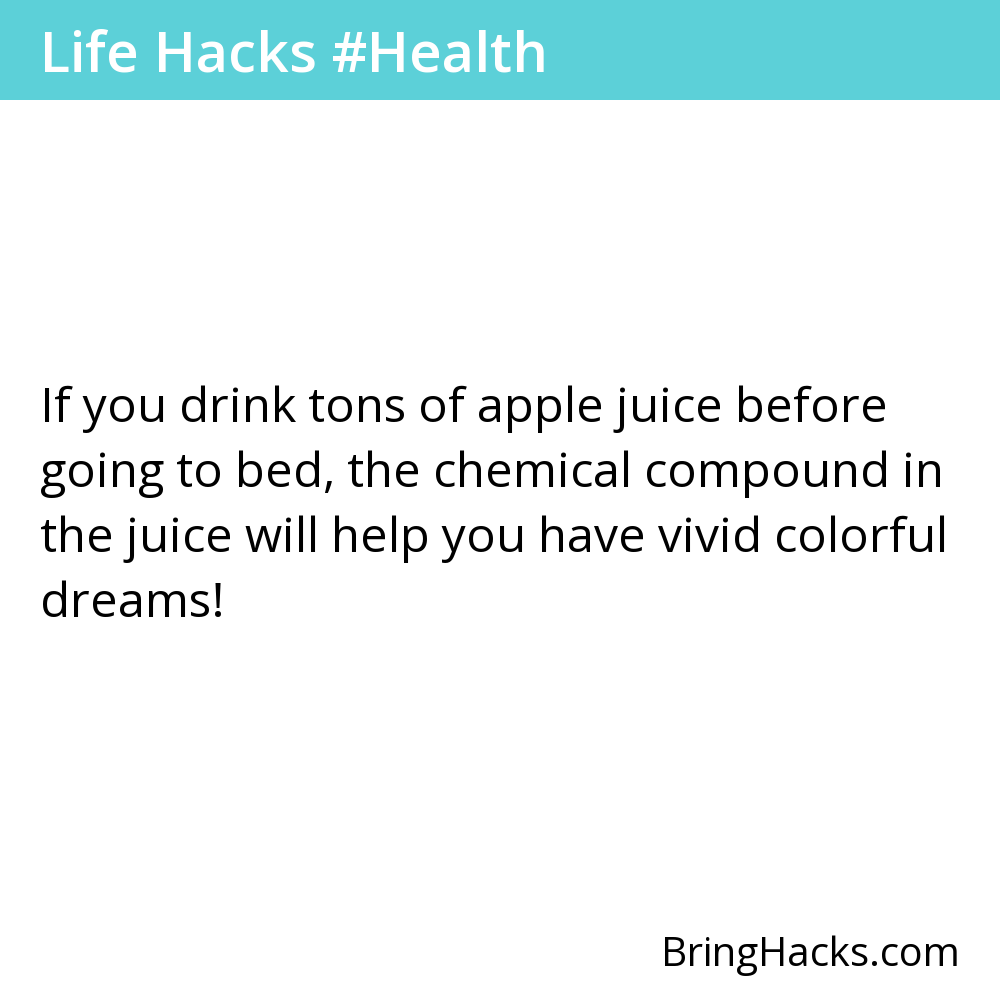 Life Hacks #Health
If you drink tons of apple juice before
going to bed, the chemical compound in
the juice will help you have vivid colorful
dreams!
BringHacks.com